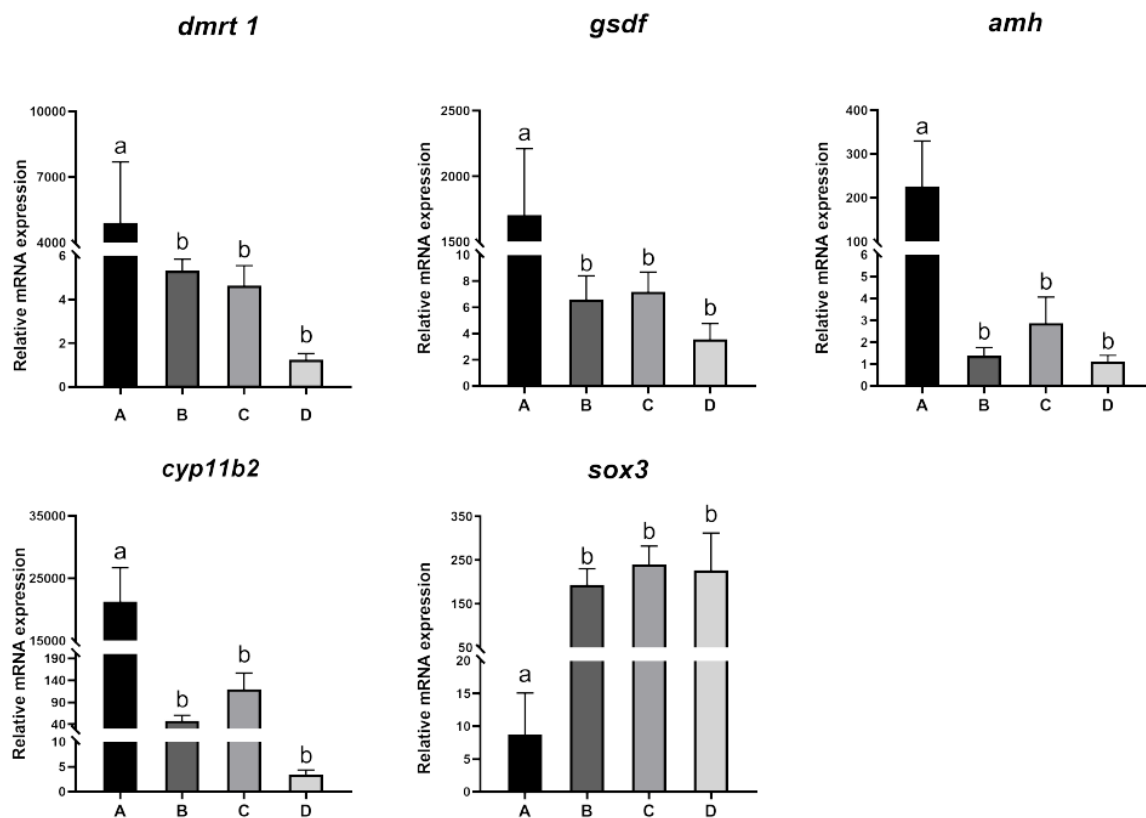 dmrt 1
gsdf
amh
Relative mRNA expression
10000
7000
4000
6
4
2
0
a
b
b
b
A B C D
Relative mRNA expression
2500
2000
1500
10
8
6
4
2
0
a
b
b
b
A B C D
Relative mRNA expression
400
300
200
100
6
5
4
3
2
1
0
a
b
b
b
A B C D
cyp11b2
sox3
Relative mRNA expression
35000
25000
15000
190
140
90
40
10
5
0
a
b
b
b
A B C D
Relative mRNA expression
350
250
150
50
20
15
10
5
0
a
b
b
b
A B C D